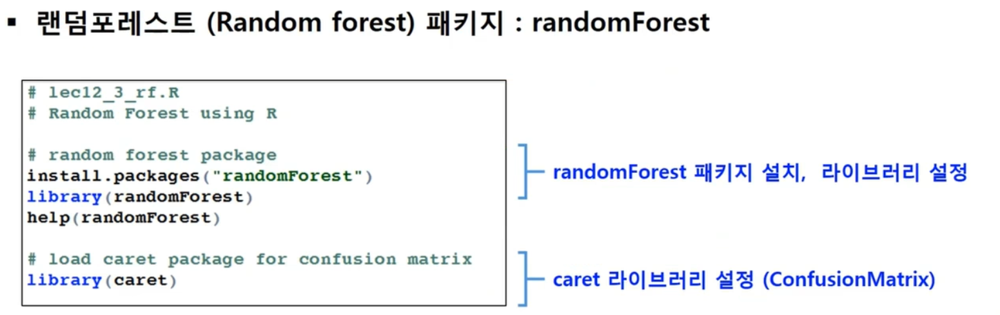 ▪ 랜덤포레스트 (Random forest) 패키지 : randomForest
# lec12_3_rf.R
# Random Forest using R
# random forest package
install.packages("randomForest")
library(randomForest)
help(randomForest)
randomForest 패키지 설치, 라이브러리 설정
# load caret package for confusion matrix
library(caret)
caret 라이브러리 설정 (ConfusionMatrix)